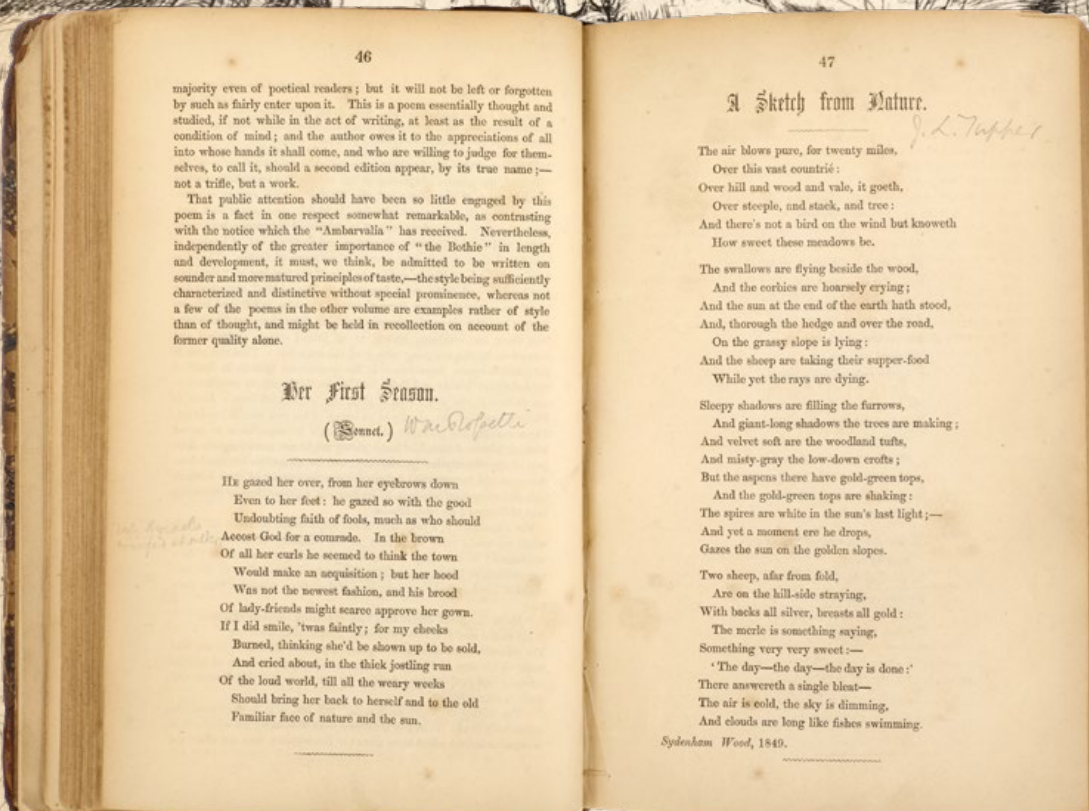 46
majority even of poetical readers; but it will not be left or forgotten
by such as fairly enter upon it. This is a poem essentially thought and
studied, if not while in the act of writing, at least as the result of a
condition of mind; and the author owes it to the appreciations of all
into whose hands it shall come, and who are willing to judge for them-
selves, to call it, should a second edition appear, by its true name;—
not a trifle, but a work.
That public attention should have been so little engaged by this
poem is a fact in one respect somewhat remarkable, as contrasting
with the notice which the "Ambarvalia" has received. Nevertheless,
independently of the greater importance of "the Bothie" in length
and development, it must, we think, be admitted to be written on
sounder and more matured principles of taste,—the style being sufficiently
characterized and distinctive without special prominence, whereas not
a few of the poems in the other volume are examples rather of style
than of thought, and might be held in recollection on account of the
former quality alone.
Her First Season.
(Sonnet.) Wm Rossetti
HE gazed her over, from her eyebrows down
Even to her feet: he gazed so with the good
Undoubting faith of fools, much as who should
Accost God for a comrade. In the brown
Of all her curls he seemed to think the town
Would make an acquisition; but her hood
Was not the newest fashion, and his brood
Of lady-friends might scarce approve her gown.
If I did smile, 'twas faintly; for my cheeks
Burned, thinking she'd be shown up to be sold,
And cried about, in the thick jostling run
Of the loud world, till all the weary weeks
Should bring her back to herself and to the old
Familiar face of nature and the sun.
47
A Sketch from Nature.
J. L. Tupper
The air blows pure, for twenty miles,
Over this vast countrié:
Over hill and wood and vale, it goeth,
Over steeple, and stack, and tree:
And there's not a bird on the wind but knoweth
How sweet these meadows be.
The swallows are flying beside the wood,
And the corbies are hoarsely crying;
And the sun at the end of the earth hath stood,
And, thorough the hedge and over the road,
On the grassy slope is lying:
And the sheep are taking their supper-food
While yet the rays are dying.
Sleepy shadows are filling the furrows,
And giant-long shadows the trees are making;
And velvet soft are the woodland tufts,
And misty-gray the low-down crofts;
But the aspens there have gold-green tops,
And the gold-green tops are shaking:
The spires are white in the sun's last light;—
And yet a moment ere he drops,
Gazes the sun on the golden slopes.
Two sheep, afar from fold,
Are on the hill-side straying,
With backs all silver, breasts all gold:
The merle is something saying,
Something very very sweet:—
'The day—the day—the day is done:'
There answereth a single bleat—
The air is cold, the sky is dimming,
And clouds are long like fishes swimming.
Sydenham Wood, 1849.